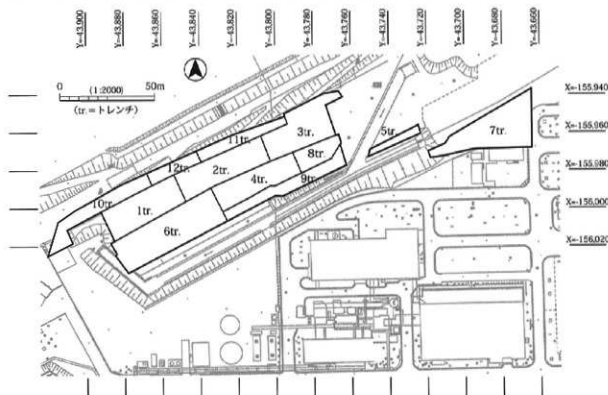 Y=-43,900
Y=-43,880
Y=-43,860
Y=-43,840
Y=-43,820
Y=-43,800
Y=-43,780
Y=-43,760
Y=-43,740
Y=-43,720
Y=-43,700
Y=-43,680
Y=-43,660
0 (1:2000) 50m
(tr.=トレンチ)
X=-155,940
X=-155,960
X=-155,980
X=-156,000
X=-156,020
3tr.
5tr.
7tr.
11tr.
8tr.
12tr.
2tr.
4tr.
9tr.
10tr.
1tr.
6tr.